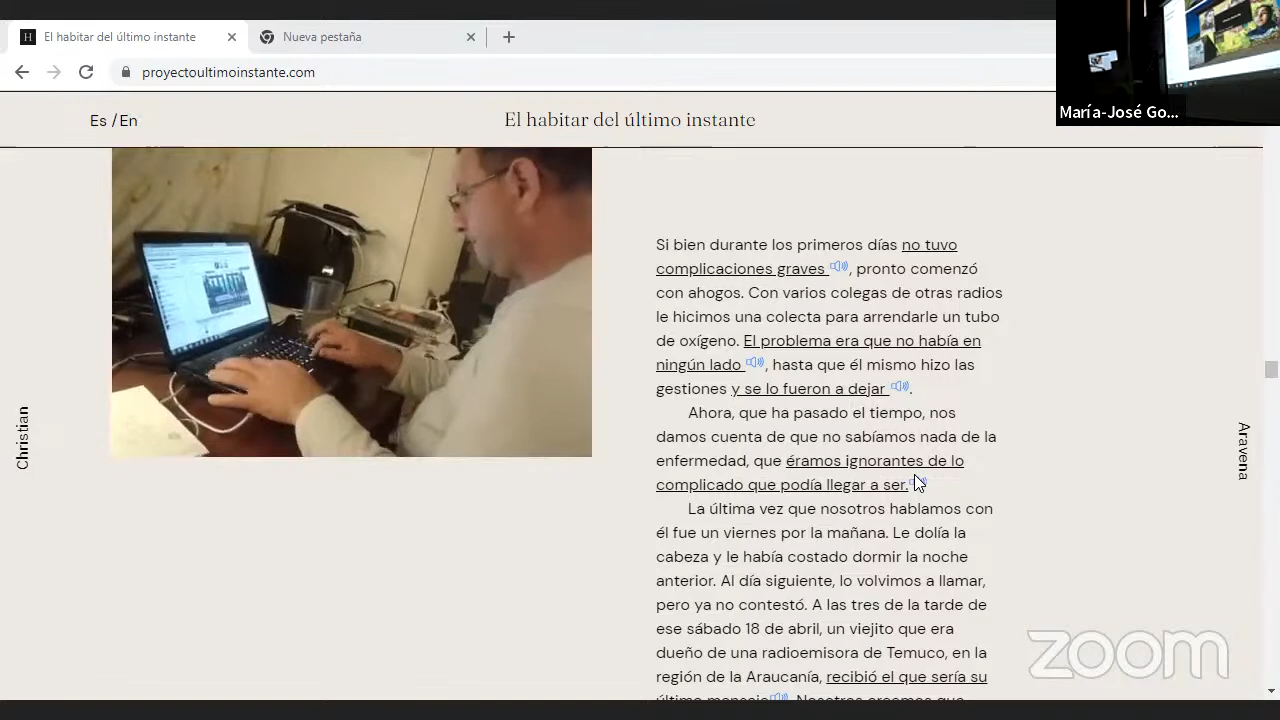 El habitar del último instante
Nueva pestaña
proyectoultimoinstante.com
María-José Go...
Es / En
El habitar del último instante
Christian
Si bien durante los primeros días no tuvo
complicaciones graves , pronto comenzó
con ahogos. Con varios colegas de otras radios
le hicimos una colecta para arrendarle un tubo
de oxígeno. El problema era que no había en
ningún lado , hasta que él mismo hizo las
gestiones y se lo fueron a dejar .
Ahora, que ha pasado el tiempo, nos
damos cuenta de que no sabíamos nada de la
enfermedad, que éramos ignorantes de lo
complicado que podía llegar a ser.
La última vez que nosotros hablamos con
él fue un viernes por la mañana. Le dolía la
cabeza y le había costado dormir la noche
anterior. Al día siguiente, lo volvimos a llamar,
pero ya no contestó. A las tres de la tarde de
ese sábado 18 de abril, un viejito que era
dueño de una radioemisora de Temuco, en la
región de la Araucanía, recibió el que sería su
último mensaje . Nosotros creemos que
Aravena
zoom